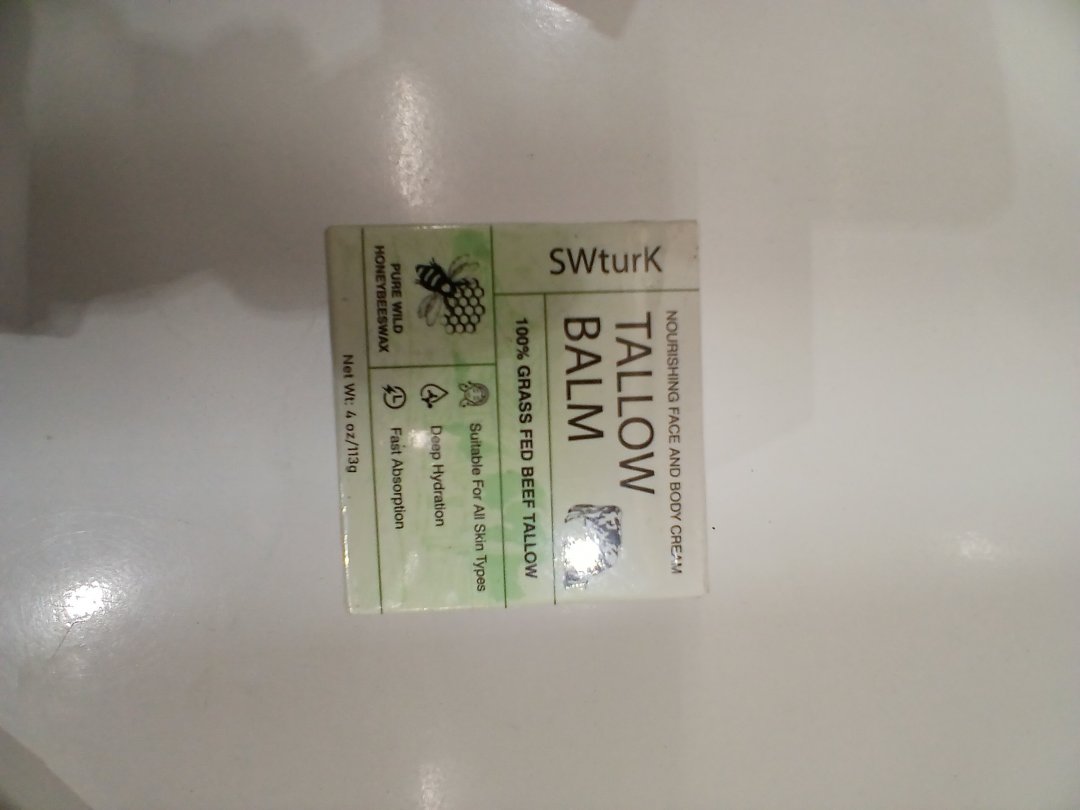 NOURISHING FACE AND BODY CREAM
SWturK
TALLOW
BALM
100% GRASS FED BEEF TALLOW
PURE WILD
HONEYBEESWAX
Suitable For All Skin Types
Deep Hydration
Fast Absorption
Net Wt: 4 oz/113g